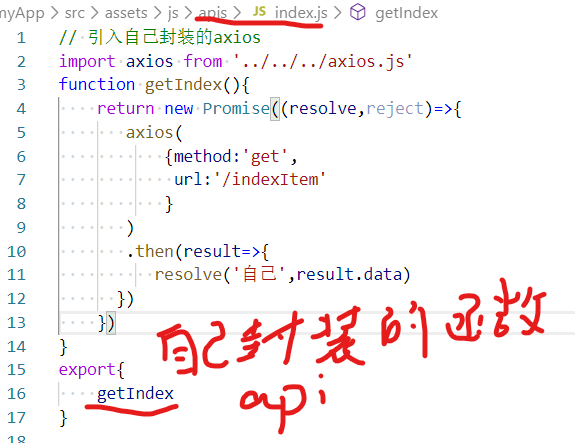 myApp > src > assets > js > apis > JS index.js > getIndex
1 // 引入自己封装的axios
2 import axios from '../../../axios.js'
3 function getIndex(){
4 return new Promise((resolve,reject)=>{
5 axios(
6 {method:'get',
7 url:'/indexItem'
8 }
9 )
10 .then(result=>{
11 resolve('自己',result.data)
12 })
13 })
14 }
15 export{
16 getIndex
17 }
18
自己封装的函数
api